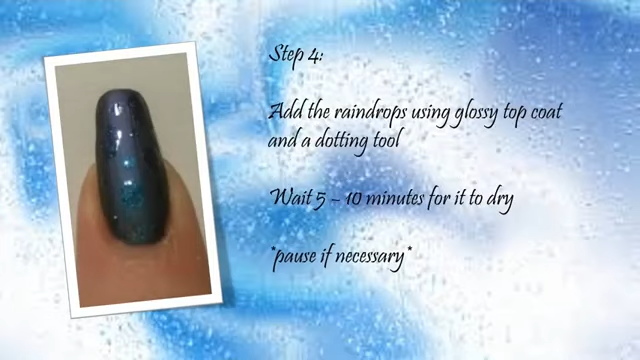 Step 4:
Add the raindrops using glossy top coat
and a dotting tool
Wait 5 - 10 minutes for it to dry
*pause if necessary*